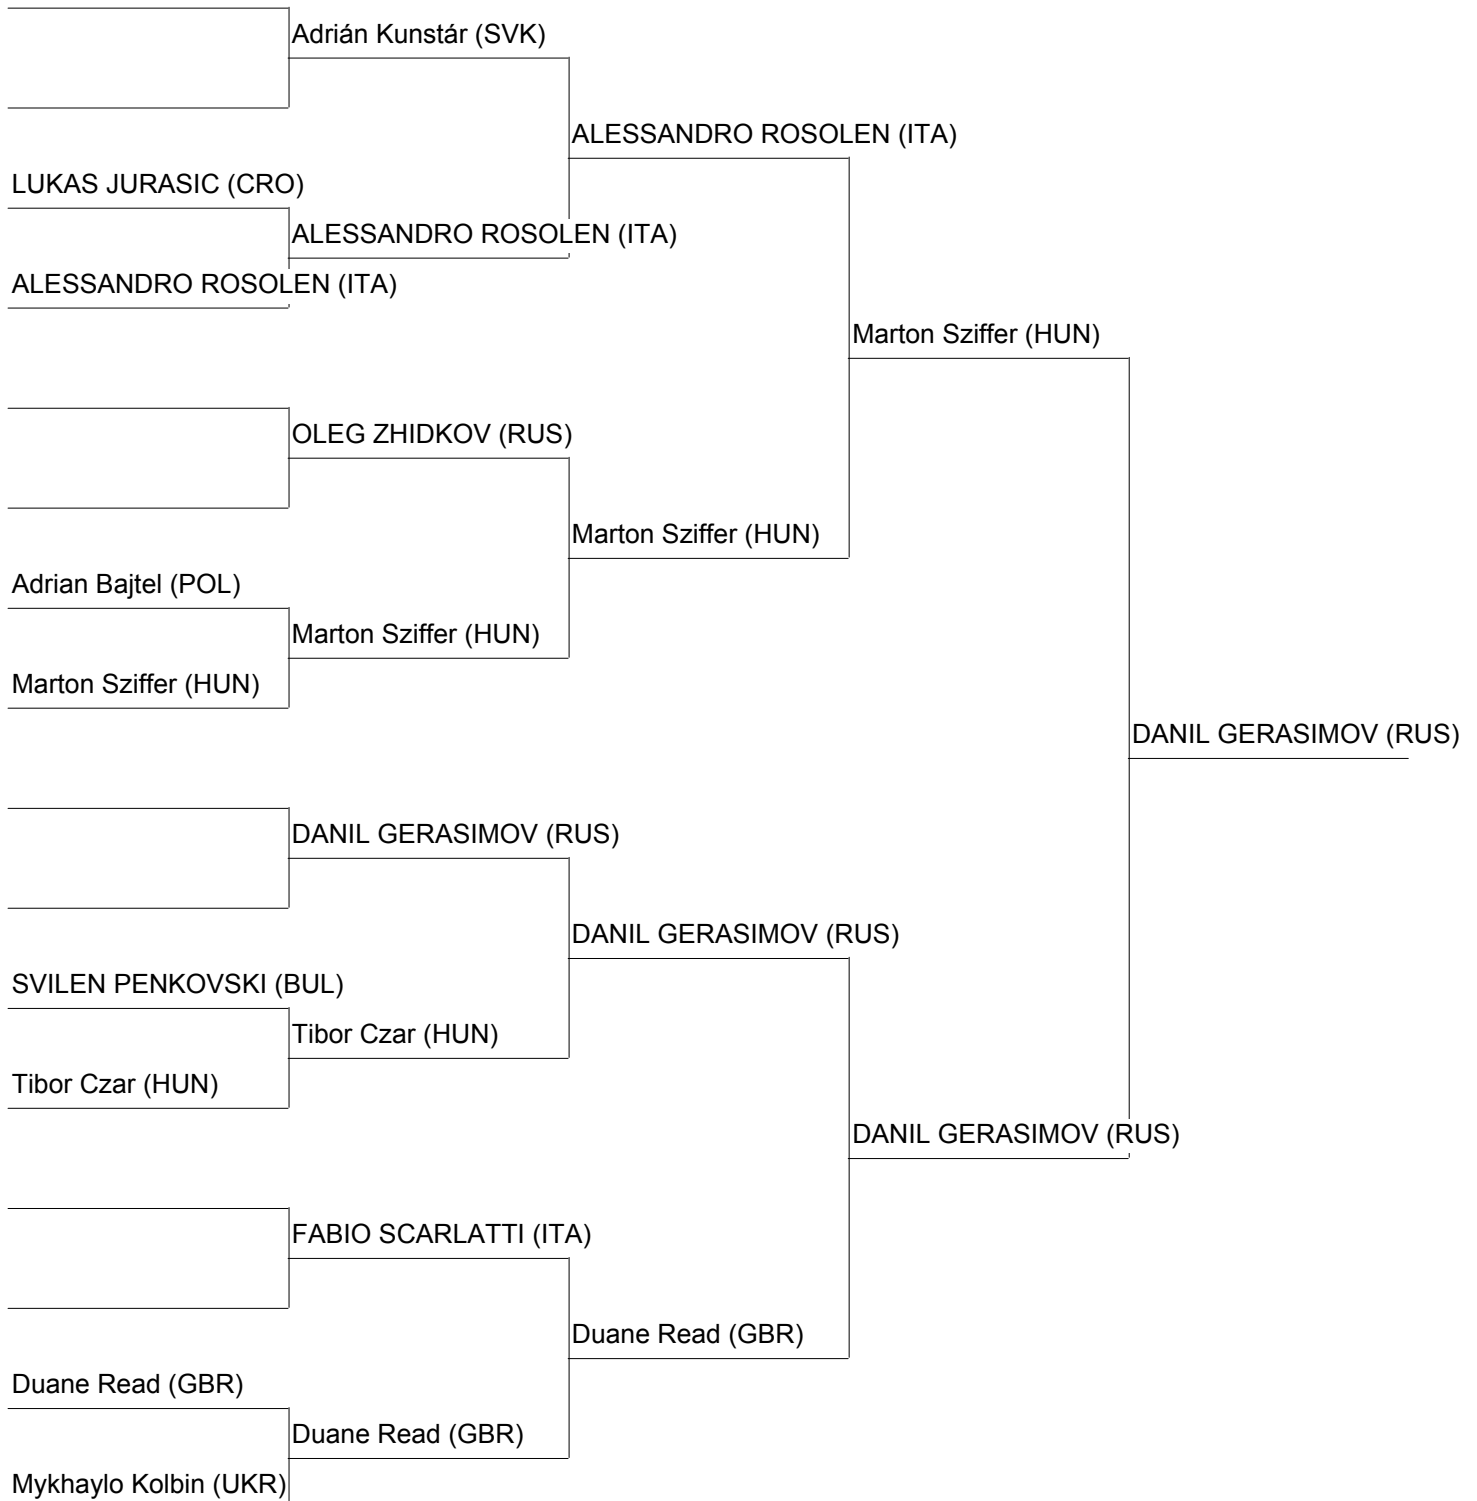 Adrián Kunstár (SVK)
ALESSANDRO ROSOLEN (ITA)
LUKAS JURASIC (CRO)
ALESSANDRO ROSOLEN (ITA)
ALESSANDRO ROSOLEN (ITA)
Marton Sziffer (HUN)
OLEG ZHIDKOV (RUS)
Marton Sziffer (HUN)
Adrian Bajtel (POL)
Marton Sziffer (HUN)
Marton Sziffer (HUN)
DANIL GERASIMOV (RUS)
DANIL GERASIMOV (RUS)
DANIL GERASIMOV (RUS)
SVILEN PENKOVSKI (BUL)
Tibor Czar (HUN)
Tibor Czar (HUN)
DANIL GERASIMOV (RUS)
FABIO SCARLATTI (ITA)
Duane Read (GBR)
Duane Read (GBR)
Duane Read (GBR)
Mykhaylo Kolbin (UKR)